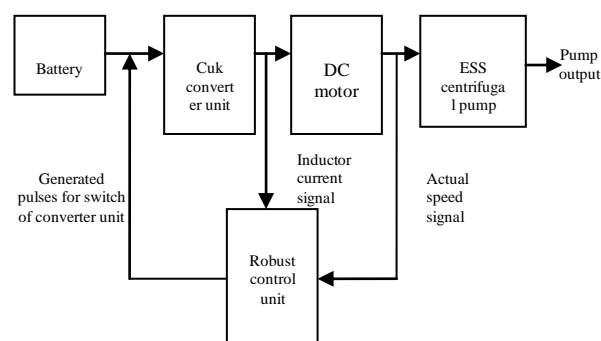 Battery
Cuk
convert
er unit
DC
motor
ESS
centrifuga
l pump
Pump
output
Generated
pulses for switch
of converter unit
Inductor
current
signal
Actual
speed
signal
Robust
control
unit